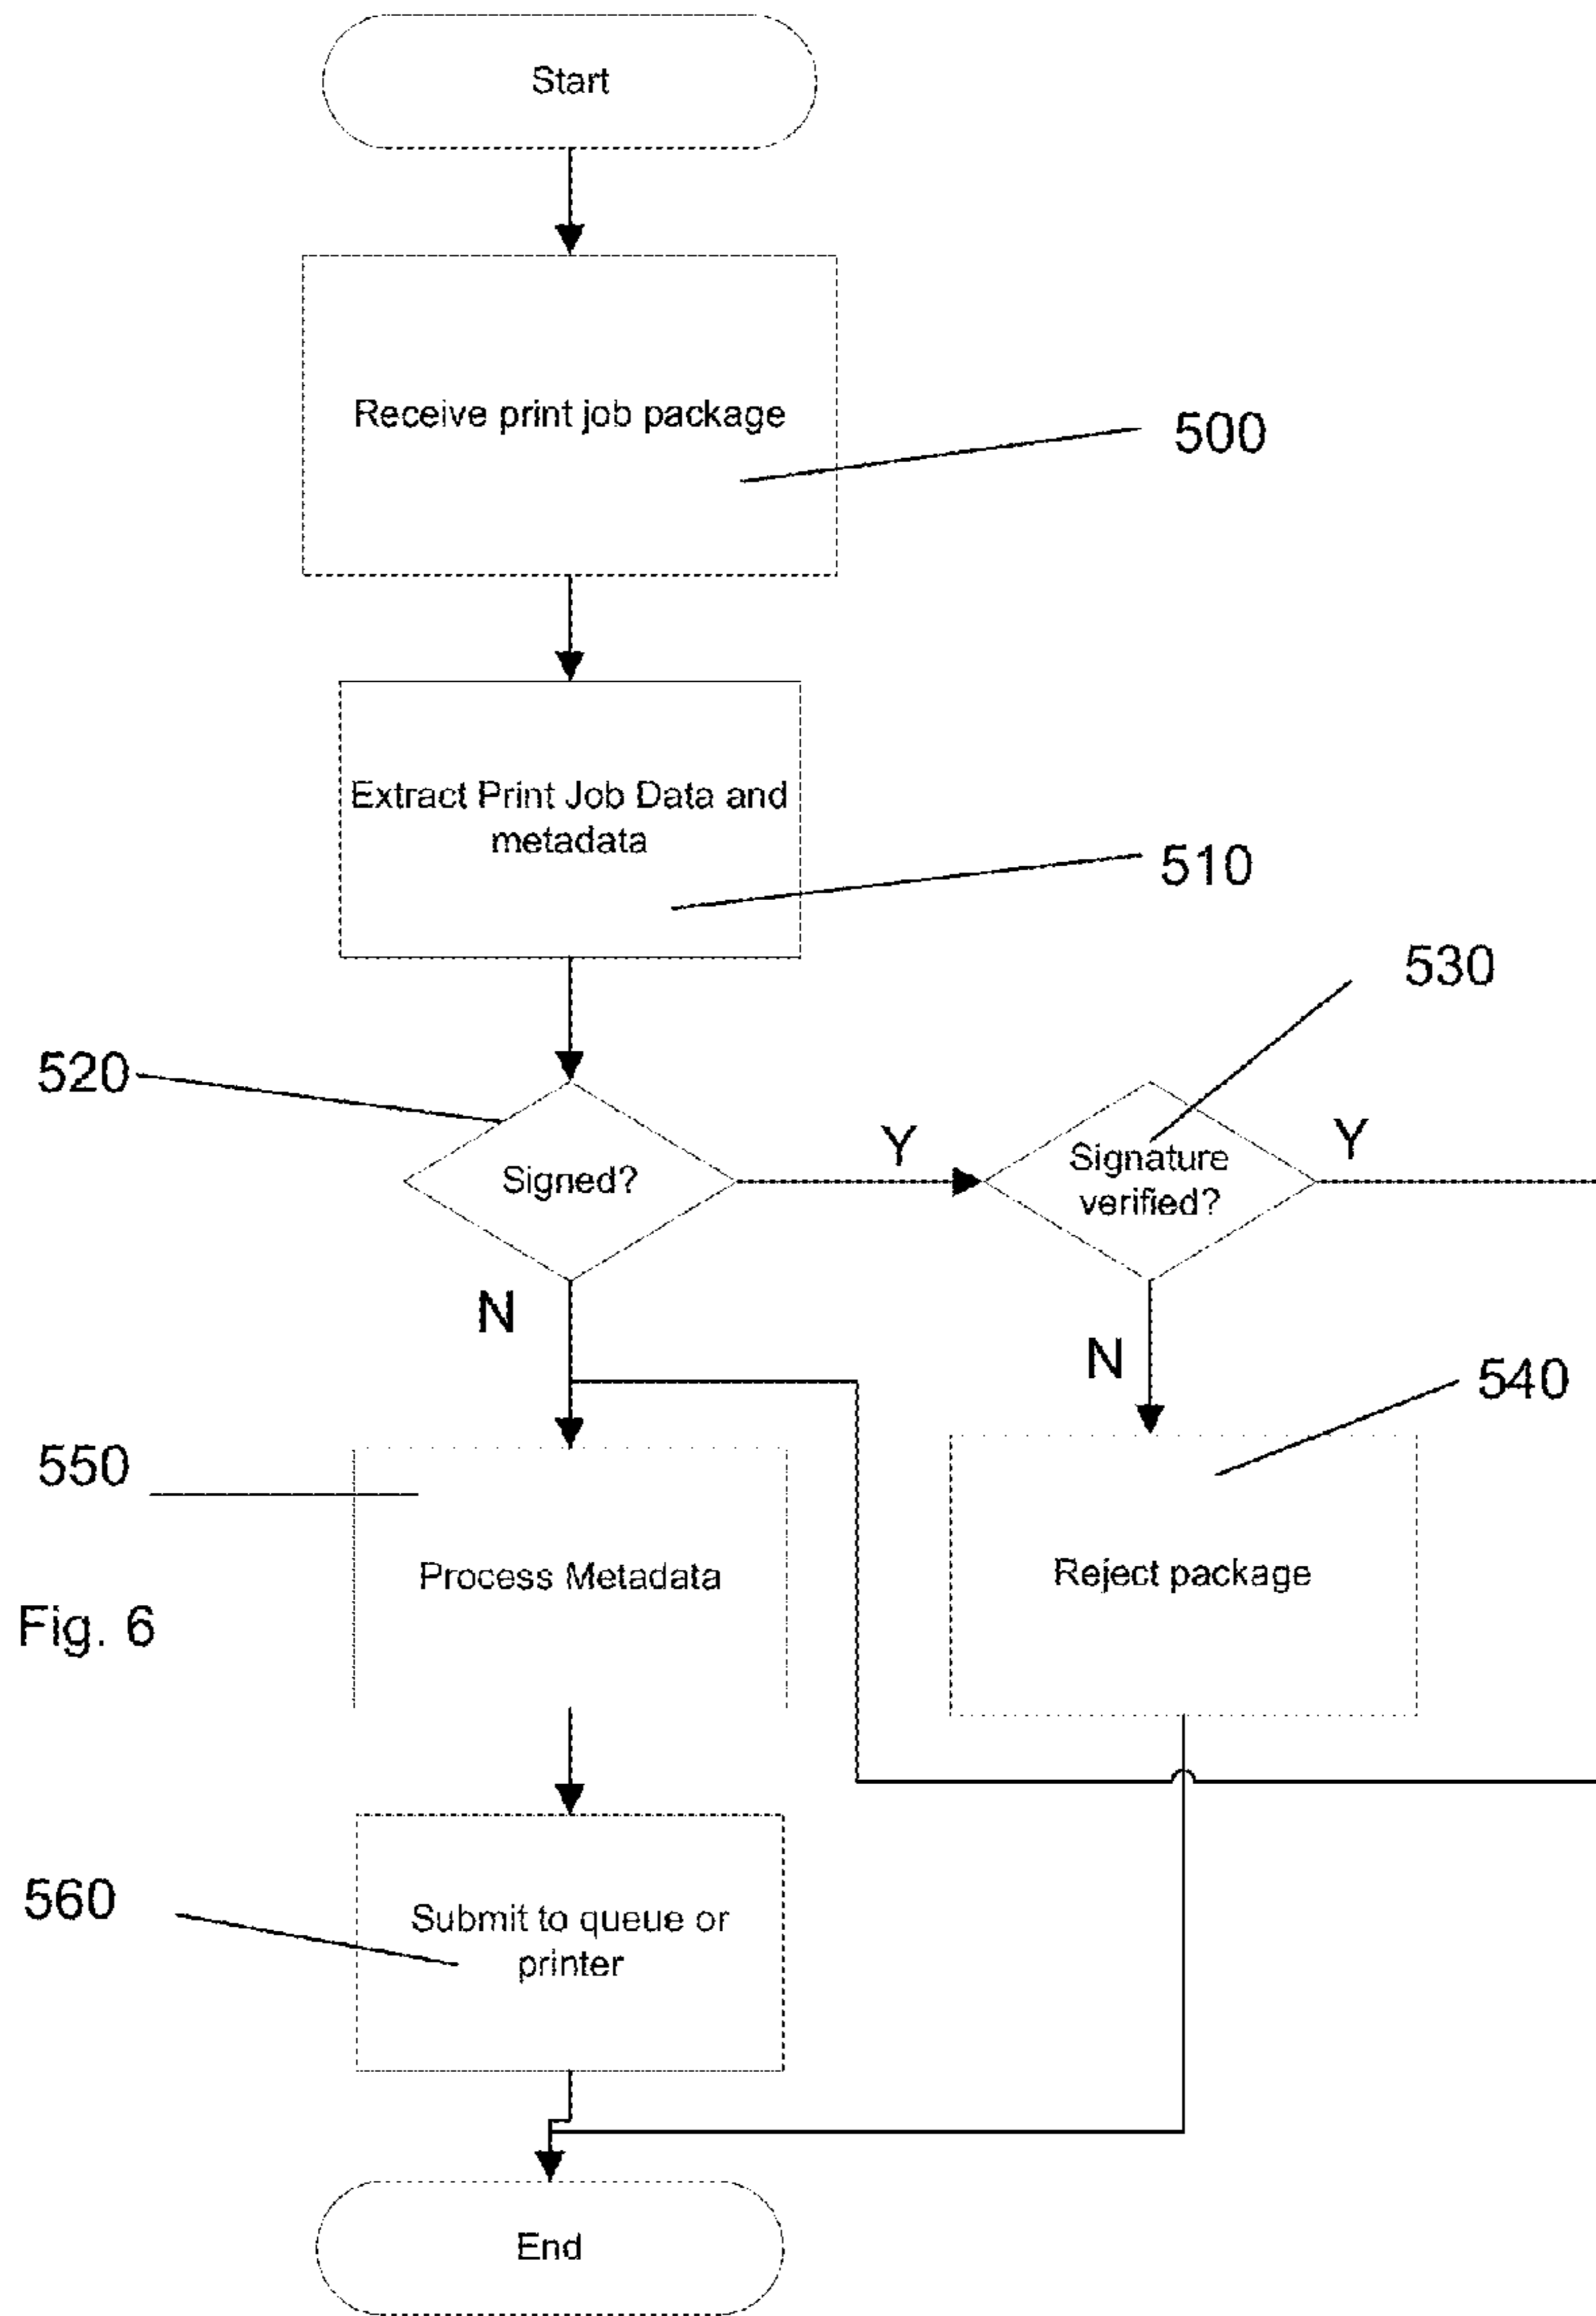 Start
Receive print job package
500
Extract Print Job Data and
metadata
510
530
520
Signed?
Y
Signature
verified?
Y
N
N
540
550
Process Metadata
Reject package
Fig. 6
560
Submit to queue or
printer
End